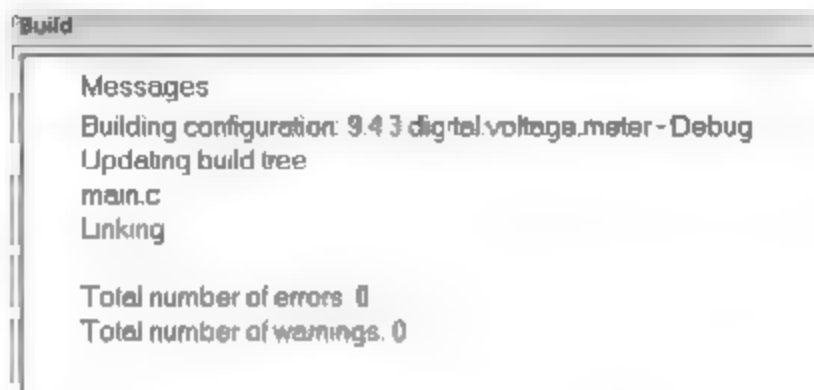 Build
Messages
Building configuration: 9.4 3 digital.voltage.meter - Debug
Updating build tree
main.c
Linking
Total number of errors 0
Total number of warnings. 0